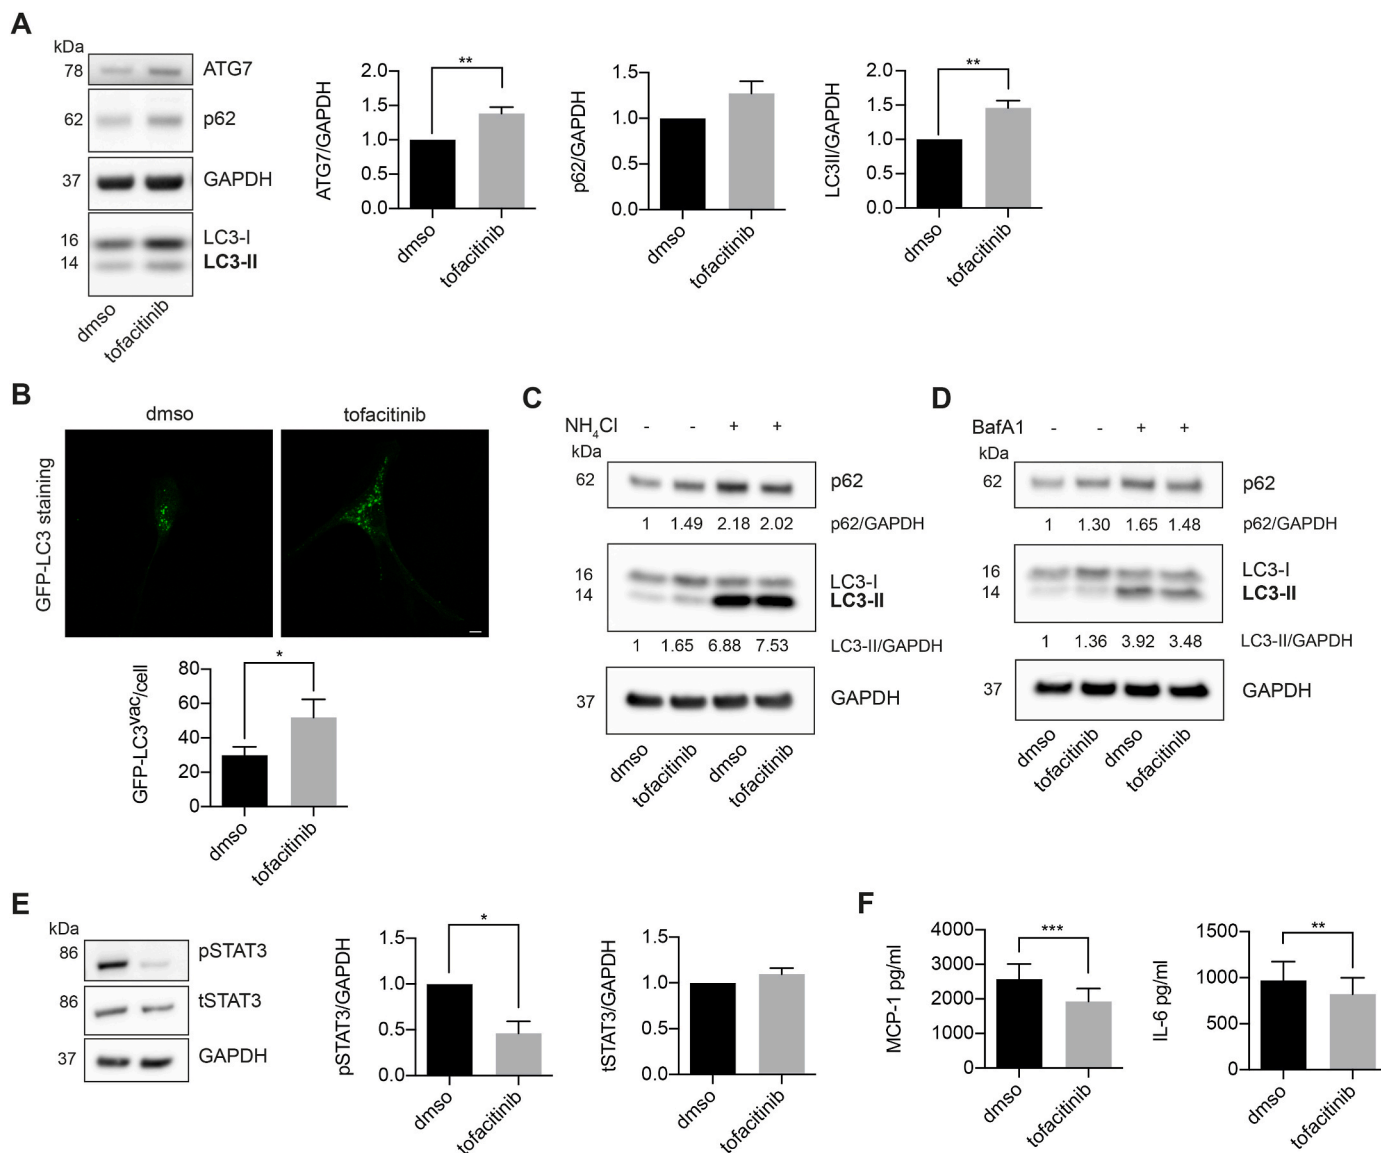 A
kDa
78
ATG7
62
p62
37
GAPDH
16
LC3-I
14
LC3-II
dmso
tofacitinib
ATG7/GAPDH
2.0
1.5
1.0
0.5
0.0
**
dmso
tofacitinib
p62/GAPDH
1.5
1.0
0.5
0.0
dmso
tofacitinib
LC3II/GAPDH
2.0
1.5
1.0
0.5
0.0
**
dmso
tofacitinib
B
dmso
tofacitinib
GFP-LC3 staining
GFP-LC3vac/cell
80
60
40
20
0
*
dmso
tofacitinib
C
NH4Cl - - + +
kDa
62
p62
1 1.49 2.18 2.02 p62/GAPDH
16
LC3-I
14
LC3-II
1 1.65 6.88 7.53 LC3-II/GAPDH
37
GAPDH
dmso
tofacitinib
dmso
tofacitinib
D
BafA1 - - + +
kDa
62
p62
1 1.30 1.65 1.48 p62/GAPDH
16
LC3-I
14
LC3-II
1 1.36 3.92 3.48 LC3-II/GAPDH
37
GAPDH
dmso
tofacitinib
dmso
tofacitinib
E
kDa
86
pSTAT3
86
tSTAT3
37
GAPDH
pSTAT3/GAPDH
1.5
1.0
0.5
0.0
*
dmso
tofacitinib
tSTAT3/GAPDH
1.5
1.0
0.5
0.0
dmso
tofacitinib
F
MCP-1 pg/ml
4000
3000
2000
1000
0
***
dmso
tofacitinib
IL-6 pg/ml
1500
1000
500
0
**
dmso
tofacitinib